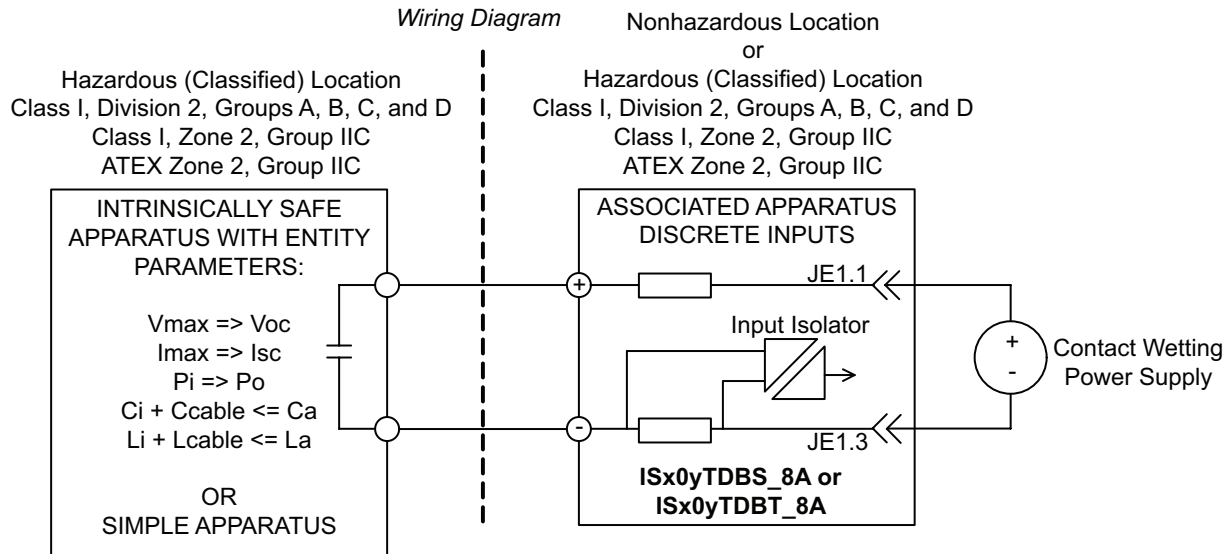 Wiring Diagram
Hazardous (Classified) Location
Class I, Division 2, Groups A, B, C, and D
Class I, Zone 2, Group IIC
ATEX Zone 2, Group IIC
INTRINSICALLY SAFE
APPARATUS WITH ENTITY
PARAMETERS:
Vmax => Voc
Imax => Isc
Pi => Po
Ci + Ccable <= Ca
Li + Lcable <= La
OR
SIMPLE APPARATUS
Nonhazardous Location
or
Hazardous (Classified) Location
Class I, Division 2, Groups A, B, C, and D
Class I, Zone 2, Group IIC
ATEX Zone 2, Group IIC
ASSOCIATED APPARATUS
DISCRETE INPUTS
+
JE1.1
Input Isolator
-
JE1.3
ISx0yTDBS_8A or
ISx0yTDBT_8A
+
-
Contact Wetting
Power Supply